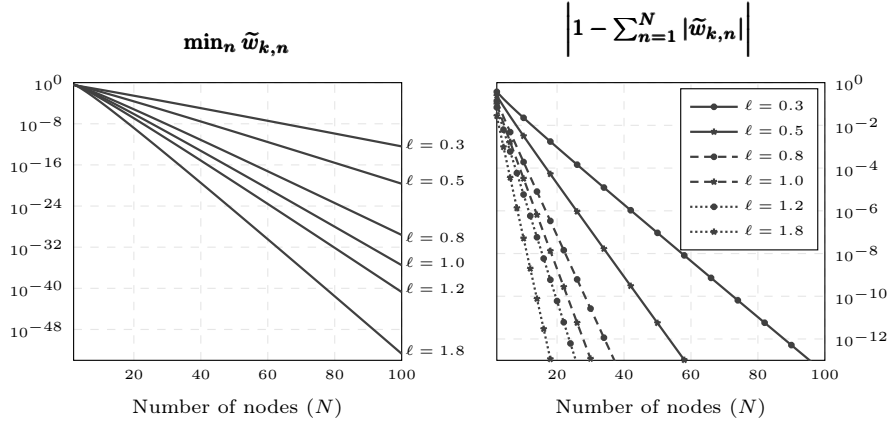 min_n w̃_{k,n}
10^0
10^{−8}
10^{−16}
10^{−24}
10^{−32}
10^{−40}
10^{−48}
ℓ = 0.3
ℓ = 0.5
ℓ = 0.8
ℓ = 1.0
ℓ = 1.2
ℓ = 1.8
20 40 60 80 100
Number of nodes (N)
|1 − ∑_{n=1}^{N} |w̃_{k,n}||
ℓ = 0.3
ℓ = 0.5
ℓ = 0.8
ℓ = 1.0
ℓ = 1.2
ℓ = 1.8
10^0
10^{−2}
10^{−4}
10^{−6}
10^{−8}
10^{−10}
10^{−12}
20 40 60 80 100
Number of nodes (N)